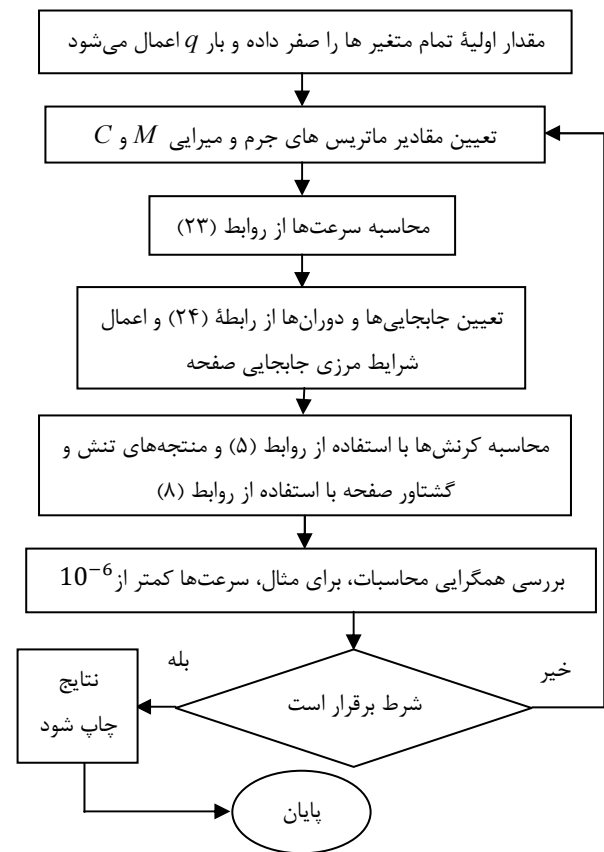 مقدار اولیۀ تمام متغیر ها را صفر داده و بار q اعمال می‌شود
تعیین مقادیر ماتریس های جرم و میرایی M و C
محاسبه سرعت‌ها از روابط (۲۳)
تعیین جابجایی‌ها و دوران‌ها از رابطۀ (۲۴) و اعمال
شرایط مرزی جابجایی صفحه
محاسبه کرنش‌ها با استفاده از روابط (۵) و منتجه‌های تنش و
گشتاور صفحه با استفاده از روابط (۸)
بررسی همگرایی محاسبات، برای مثال، سرعت‌ها کمتر از 10⁻⁶
شرط برقرار است
خیر
بله
نتایج
چاپ شود
پایان